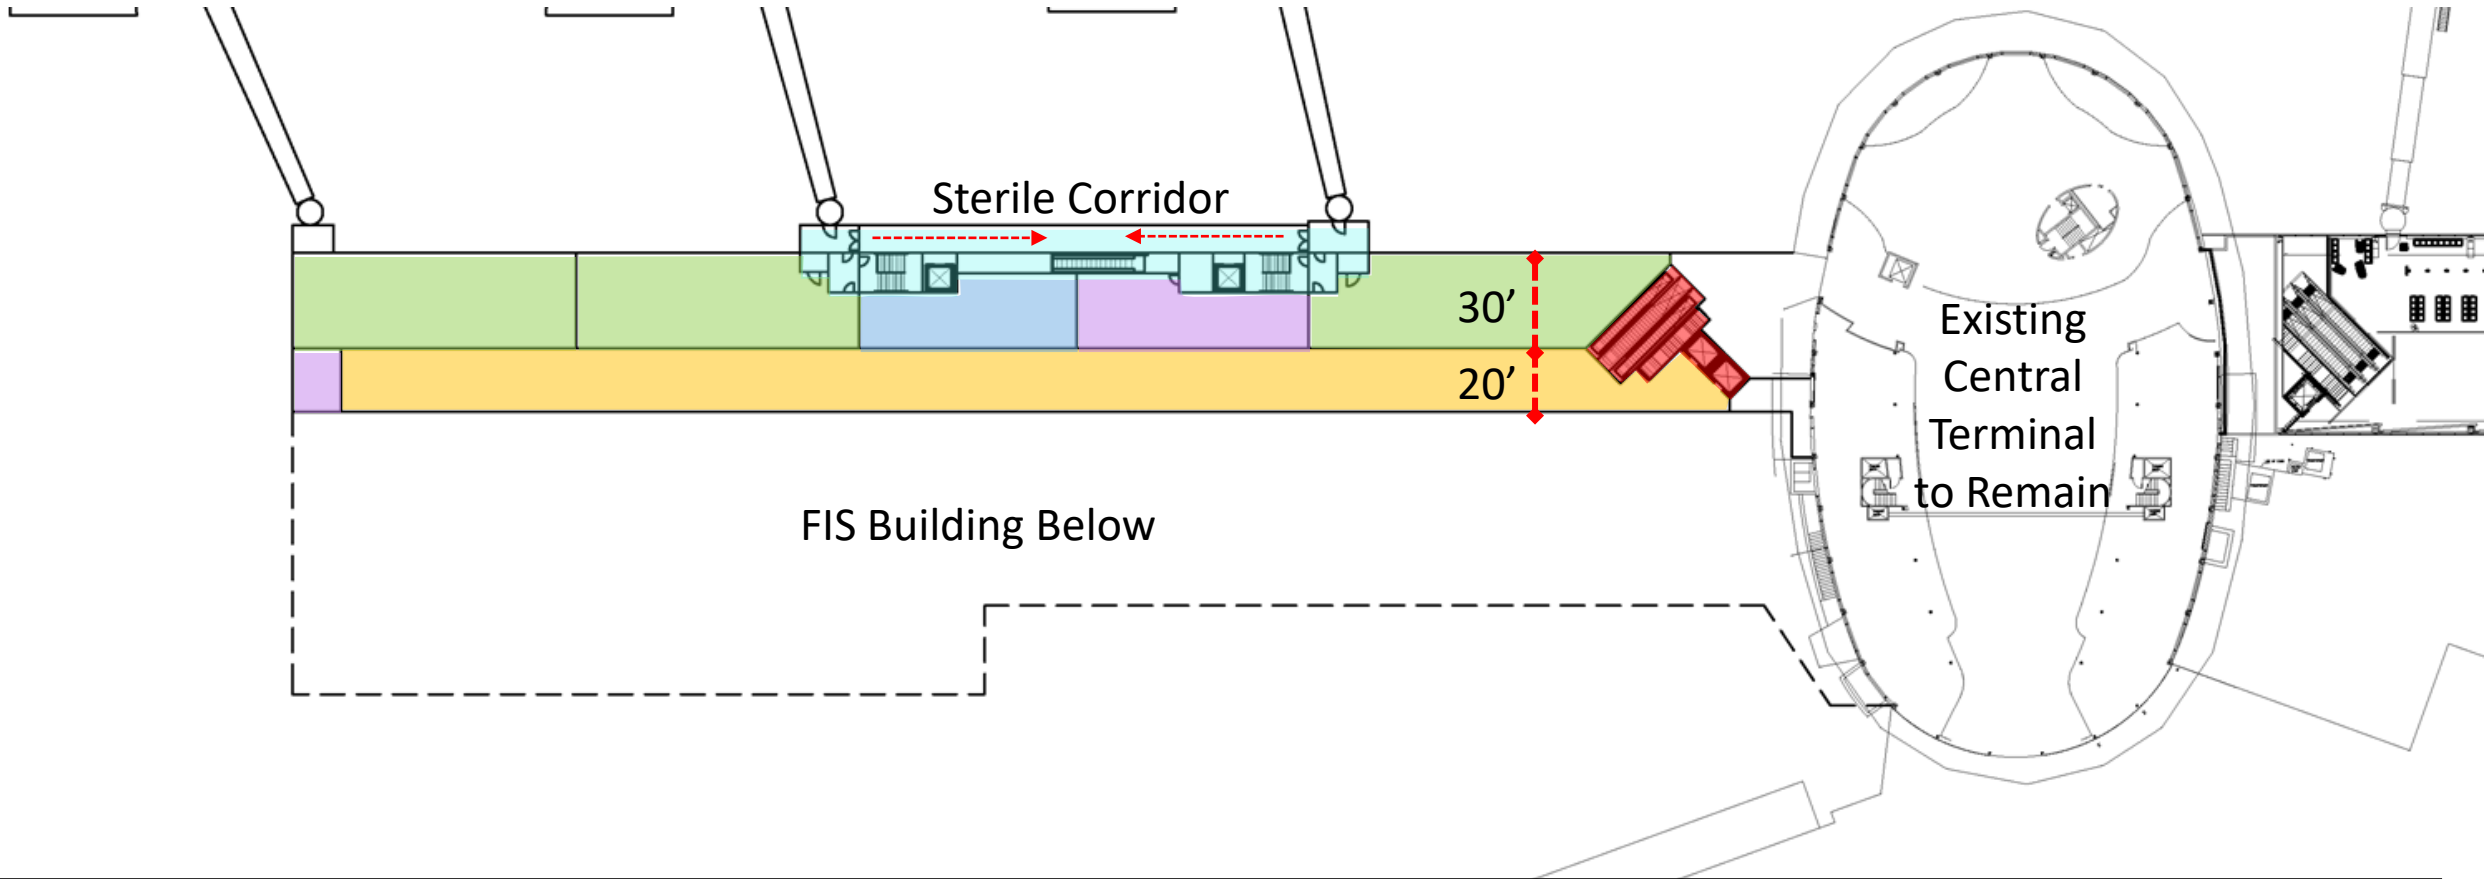 Sterile Corridor
30’
20’
Existing
Central
Terminal
to Remain
FIS Building Below